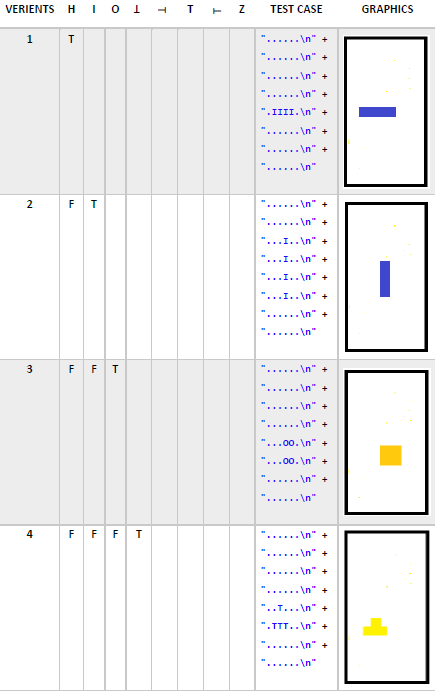 VERIENTS H I O ⊥ ⊣ T ⊢ Z TEST CASE GRAPHICS
1 T "......\n" +
"......\n" +
"......\n" +
"......\n" +
".IIII.\n" +
"......\n" +
"......\n" +
"......\n"
2 F T "......\n" +
"......\n" +
"...I..\n" +
"...I..\n" +
"...I..\n" +
"...I..\n" +
"......\n" +
"......\n"
3 F F T "......\n" +
"......\n" +
"......\n" +
"......\n" +
"...OO.\n" +
"...OO.\n" +
"......\n" +
"......\n"
4 F F F T "......\n" +
"......\n" +
"......\n" +
"......\n" +
"..T...\n" +
".TTT..\n" +
"......\n" +
"......\n"